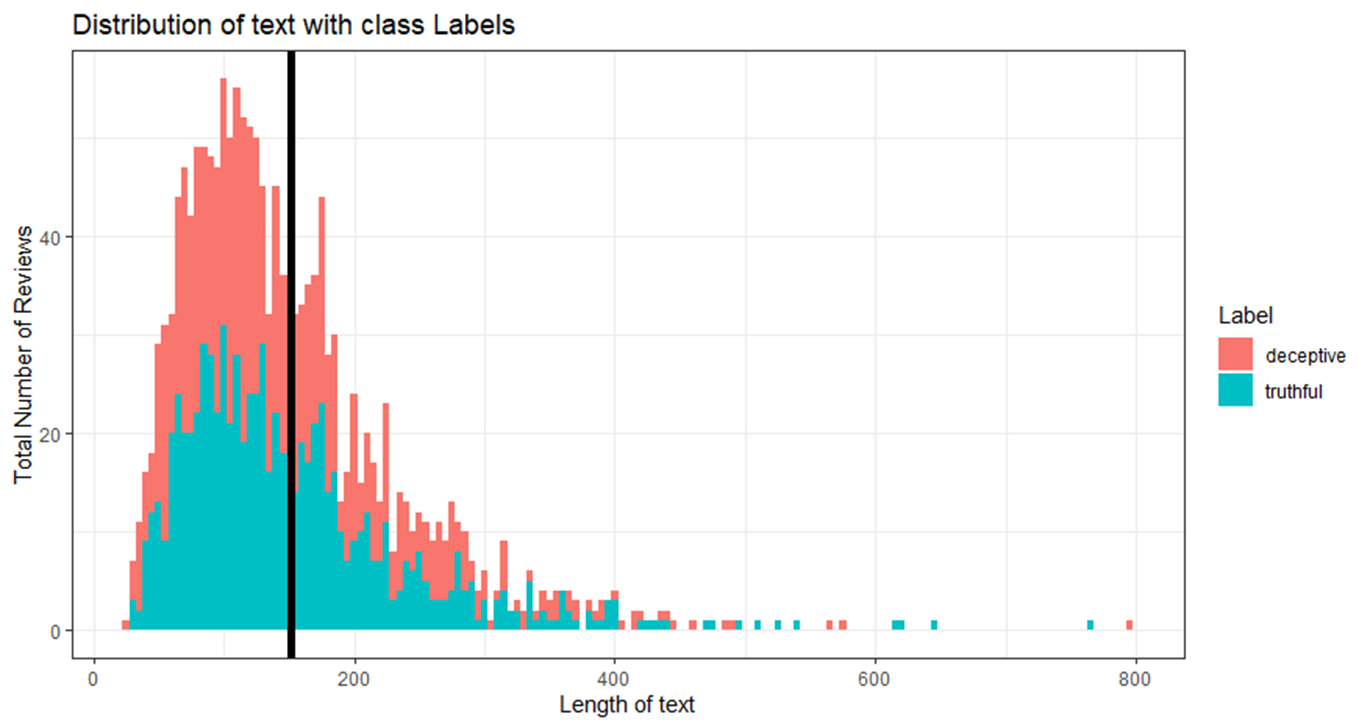 Distribution of text with class Labels
Total Number of Reviews
40
20
0
0
200
400
600
800
Length of text
Label
deceptive
truthful